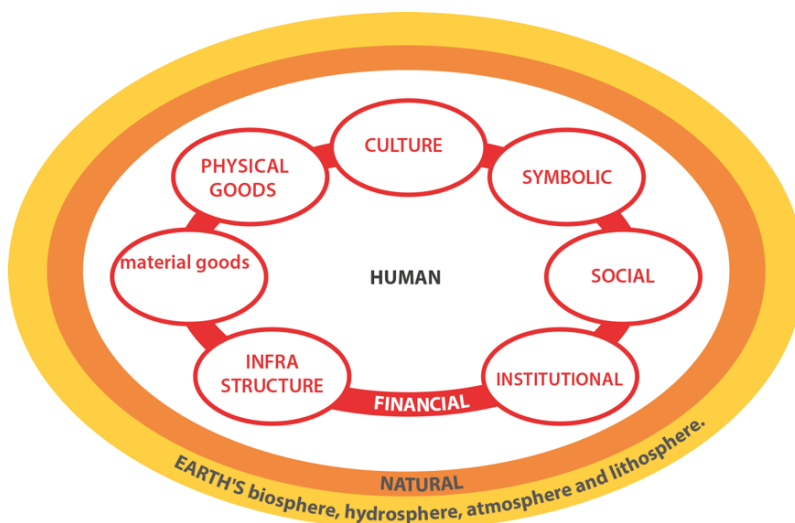 CULTURE
PHYSICAL
GOODS
SYMBOLIC
material goods
HUMAN
SOCIAL
INFRA
STRUCTURE
INSTITUTIONAL
FINANCIAL
NATURAL
EARTH'S biosphere, hydrosphere, atmosphere and lithosphere.